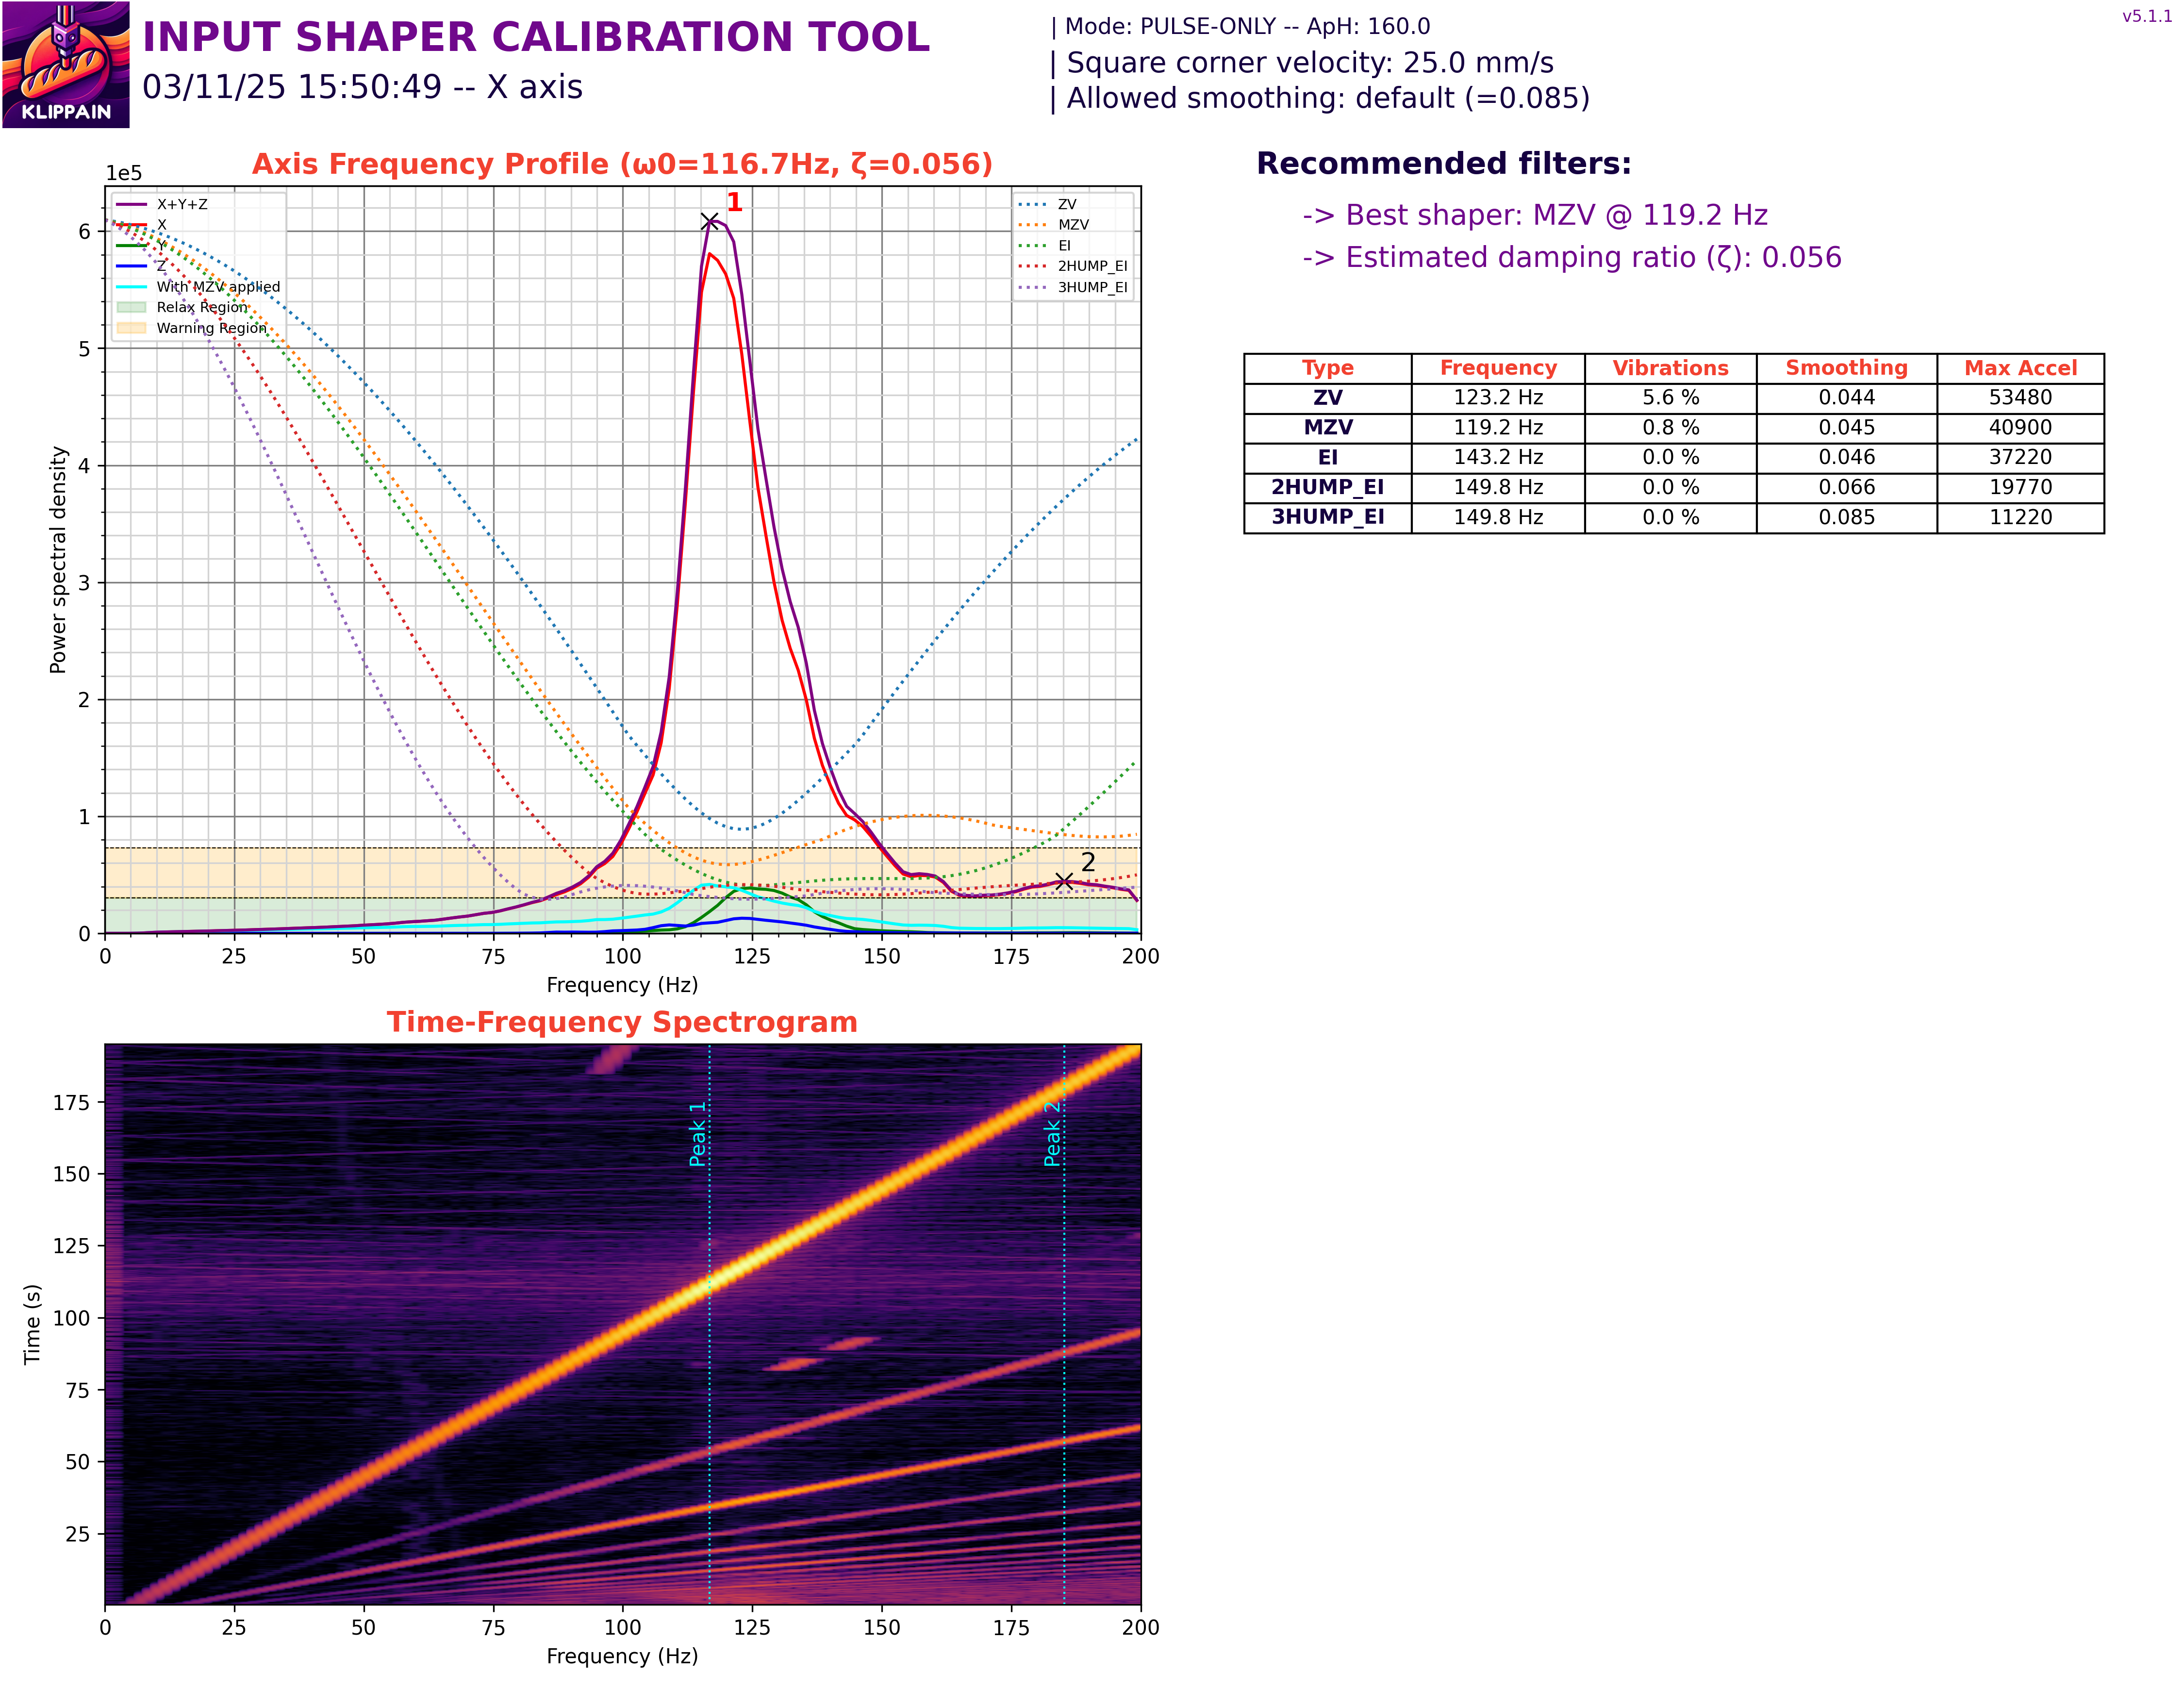 KLIPPAIN
INPUT SHAPER CALIBRATION TOOL
03/11/25 15:50:49 -- X axis
| Mode: PULSE-ONLY -- ApH: 160.0
| Square corner velocity: 25.0 mm/s
| Allowed smoothing: default (=0.085)
v5.1.1
Axis Frequency Profile (ω0=116.7Hz, ζ=0.056)
1e5
X+Y+Z
X
Y
Z
With MZV applied
Relax Region
Warning Region
ZV
MZV
EI
2HUMP_EI
3HUMP_EI
1
2
Power spectral density
6
5
4
3
2
1
0
0 25 50 75 100 125 150 175 200
Frequency (Hz)
Recommended filters:
-> Best shaper: MZV @ 119.2 Hz
-> Estimated damping ratio (ζ): 0.056
Type Frequency Vibrations Smoothing Max Accel
ZV 123.2 Hz 5.6 % 0.044 53480
MZV 119.2 Hz 0.8 % 0.045 40900
EI 143.2 Hz 0.0 % 0.046 37220
2HUMP_EI 149.8 Hz 0.0 % 0.066 19770
3HUMP_EI 149.8 Hz 0.0 % 0.085 11220
Time-Frequency Spectrogram
Peak 1
Peak 2
Time (s)
175
150
125
100
75
50
25
0 25 50 75 100 125 150 175 200
Frequency (Hz)